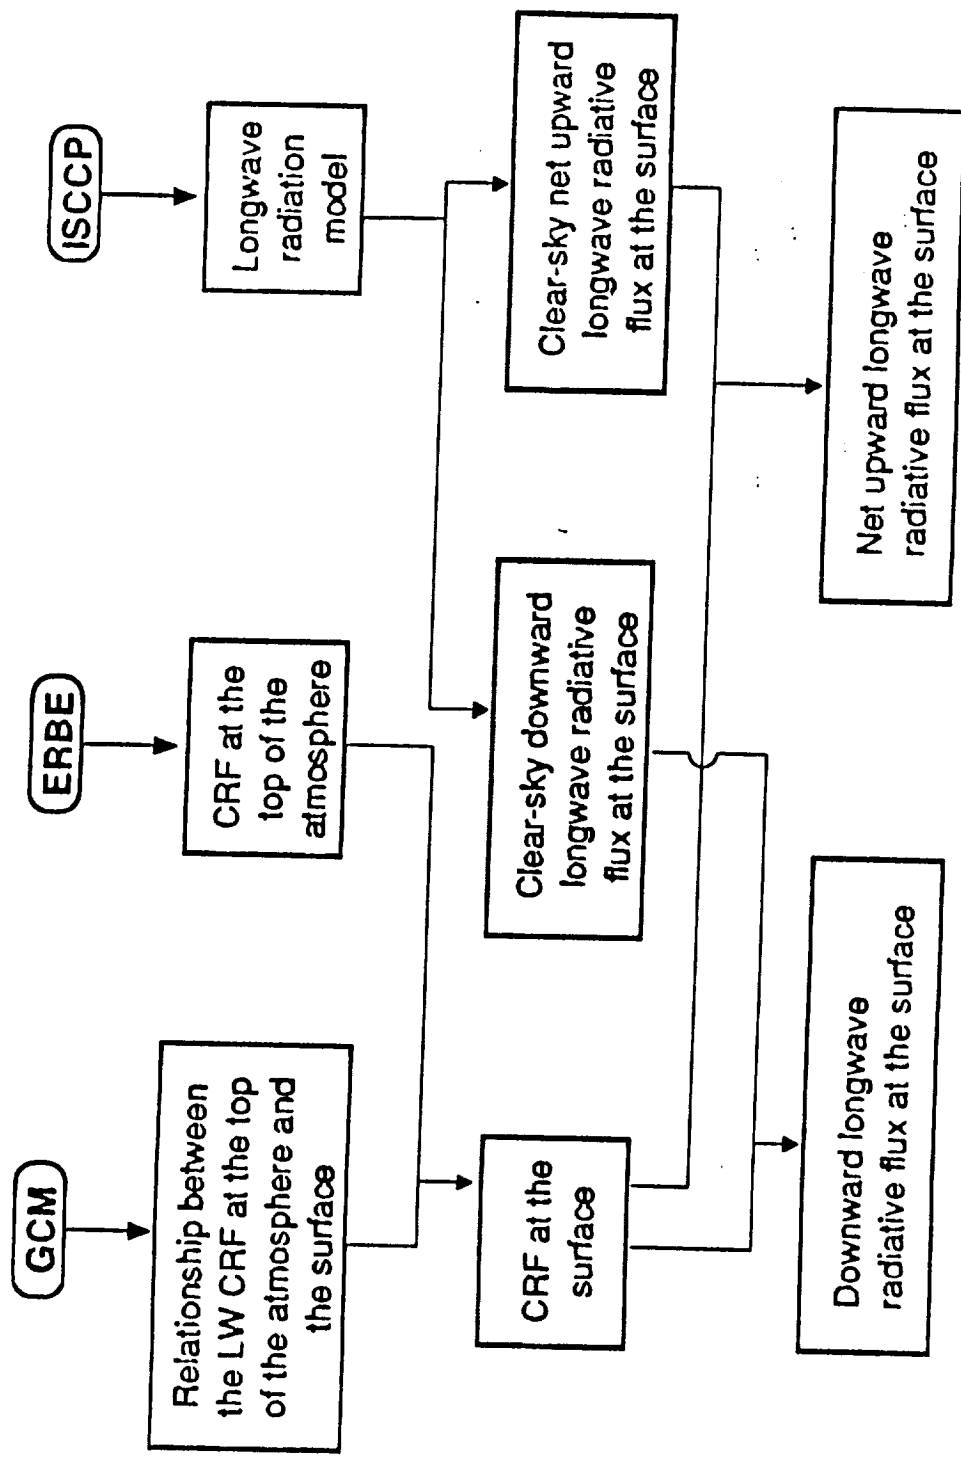 GCM
ERBE
ISCCP
Relationship between
the LW CRF at the top
of the atmosphere and
the surface
CRF at the
top of the
atmosphere
Longwave
radiation
model
CRF at the
surface
Clear-sky downward
longwave radiative
flux at the surface
Clear-sky net upward
longwave radiative
flux at the surface
Downward longwave
radiative flux at the surface
Net upward longwave
radiative flux at the surface